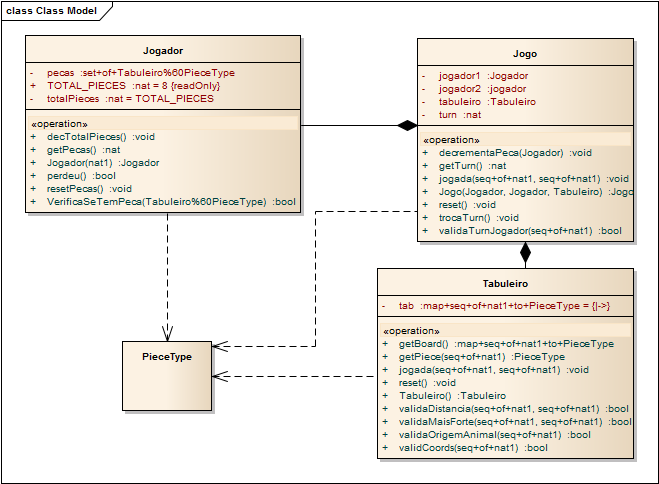 class Class Model
Jogador
- pecas :set+of+Tabuleiro%60PieceType
+ TOTAL_PIECES :nat = 8 {readOnly}
- totalPieces :nat = TOTAL_PIECES
«operation»
+ decTotalPieces() :void
+ getPecas() :nat
+ Jogador(nat1) :Jogador
+ perdeu() :bool
+ resetPecas() :void
+ VerificaSeTemPeca(Tabuleiro%60PieceType) :bool
Jogo
- jogador1 :Jogador
- jogador2 :jogador
- tabuleiro :Tabuleiro
- turn :nat
«operation»
+ decrementaPeca(Jogador) :void
+ getTurn() :nat
+ jogada(seq+of+nat1, seq+of+nat1) :void
+ Jogo(Jogador, Jogador, Tabuleiro) :Jogo
+ reset() :void
+ trocaTurn() :void
+ validaTurnJogador(seq+of+nat1) :bool
PieceType
Tabuleiro
- tab :map+seq+of+nat1+to+PieceType = {|->}
«operation»
+ getBoard() :map+seq+of+nat1+to+PieceType
+ getPiece(seq+of+nat1) :PieceType
+ jogada(seq+of+nat1, seq+of+nat1) :void
+ reset() :void
+ Tabuleiro() :Tabuleiro
+ validaDistancia(seq+of+nat1, seq+of+nat1) :bool
+ validaMaisForte(seq+of+nat1, seq+of+nat1) :bool
+ validaOrigemAnimal(seq+of+nat1) :bool
+ validCoords(seq+of+nat1) :bool